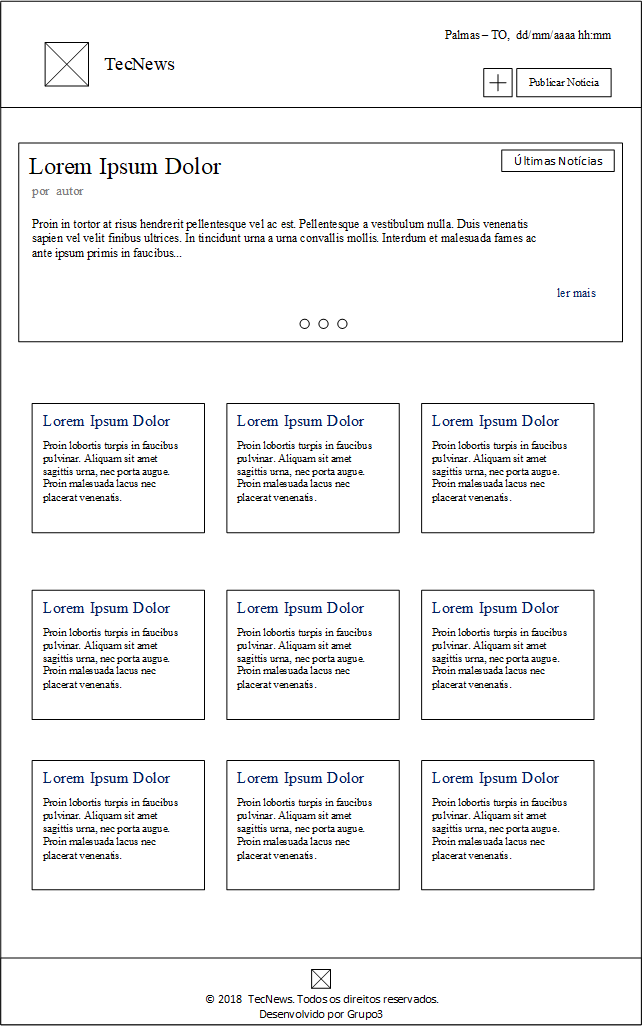 Palmas – TO, dd/mm/aaaa hh:mm
TecNews
Publicar Noticia
Lorem Ipsum Dolor
Últimas Notícias
por autor
Proin in tortor at risus hendrerit pellentesque vel ac est. Pellentesque a vestibulum nulla. Duis venenatis
sapien vel velit finibus ultrices. In tincidunt urna a urna convallis mollis. Interdum et malesuada fames ac
ante ipsum primis in faucibus...
ler mais
Lorem Ipsum Dolor
Proin lobortis turpis in faucibus
pulvinar. Aliquam sit amet
sagittis urna, nec porta augue.
Proin malesuada lacus nec
placerat venenatis.
Lorem Ipsum Dolor
Proin lobortis turpis in faucibus
pulvinar. Aliquam sit amet
sagittis urna, nec porta augue.
Proin malesuada lacus nec
placerat venenatis.
Lorem Ipsum Dolor
Proin lobortis turpis in faucibus
pulvinar. Aliquam sit amet
sagittis urna, nec porta augue.
Proin malesuada lacus nec
placerat venenatis.
Lorem Ipsum Dolor
Proin lobortis turpis in faucibus
pulvinar. Aliquam sit amet
sagittis urna, nec porta augue.
Proin malesuada lacus nec
placerat venenatis.
Lorem Ipsum Dolor
Proin lobortis turpis in faucibus
pulvinar. Aliquam sit amet
sagittis urna, nec porta augue.
Proin malesuada lacus nec
placerat venenatis.
Lorem Ipsum Dolor
Proin lobortis turpis in faucibus
pulvinar. Aliquam sit amet
sagittis urna, nec porta augue.
Proin malesuada lacus nec
placerat venenatis.
Lorem Ipsum Dolor
Proin lobortis turpis in faucibus
pulvinar. Aliquam sit amet
sagittis urna, nec porta augue.
Proin malesuada lacus nec
placerat venenatis.
Lorem Ipsum Dolor
Proin lobortis turpis in faucibus
pulvinar. Aliquam sit amet
sagittis urna, nec porta augue.
Proin malesuada lacus nec
placerat venenatis.
Lorem Ipsum Dolor
Proin lobortis turpis in faucibus
pulvinar. Aliquam sit amet
sagittis urna, nec porta augue.
Proin malesuada lacus nec
placerat venenatis.
© 2018 TecNews. Todos os direitos reservados.
Desenvolvido por Grupo3